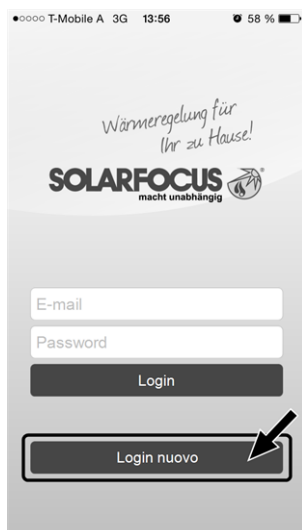 ●○○○○ T-Mobile A 3G 13:56 58 %
Wärmeregelung für
Ihr zu Hause!
SOLARFOCUS
macht unabhängig
E-mail
Password
Login
Login nuovo